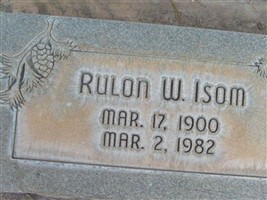 Rulon W. Isom
Mar. 17, 1900
Mar. 2, 1982